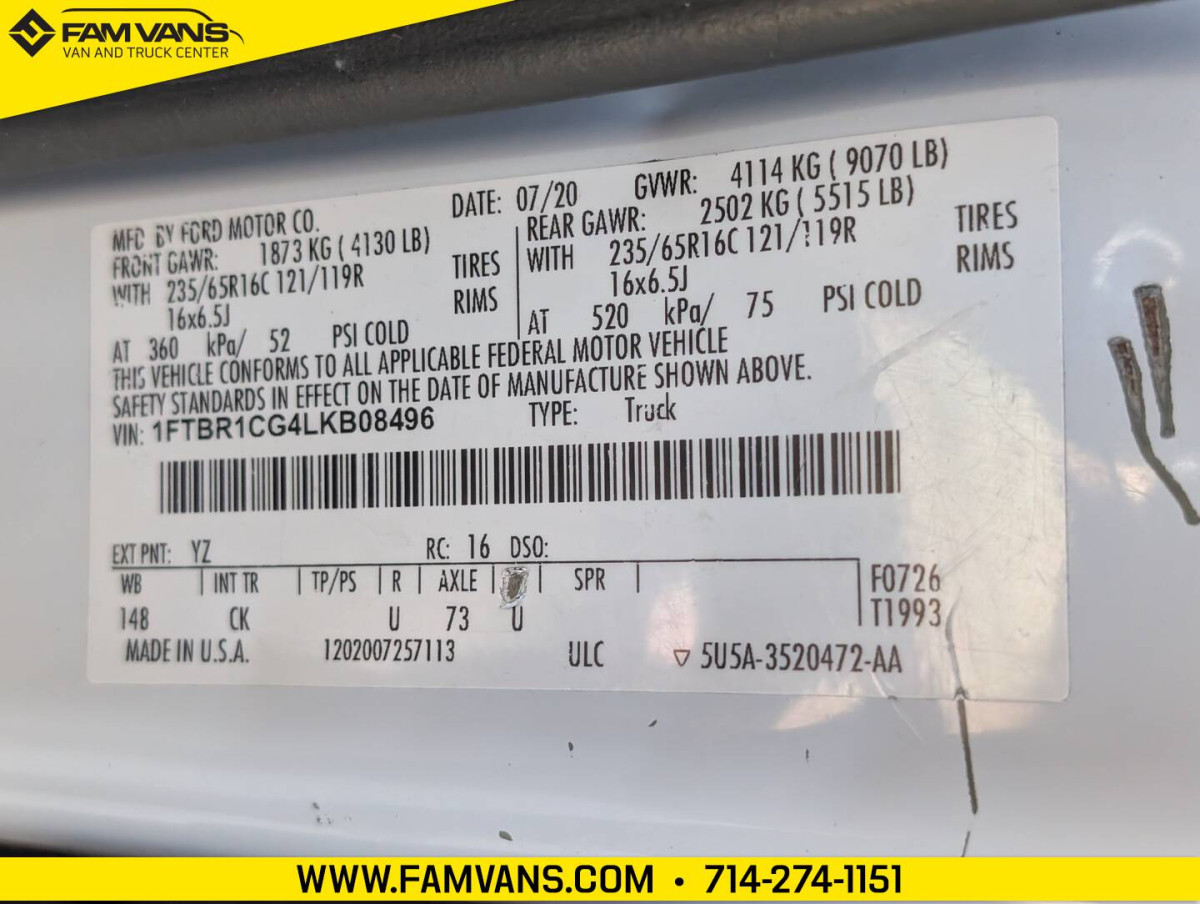 FAM VANS
VAN AND TRUCK CENTER
MFD BY FORD MOTOR CO. DATE: 07/20 GVWR: 4114 KG ( 9070 LB)
FRONT GAWR: 1873 KG ( 4130 LB) REAR GAWR: 2502 KG ( 5515 LB)
WITH 235/65R16C 121/119R TIRES WITH 235/65R16C 121/119R TIRES
16x6.5J RIMS 16x6.5J RIMS
AT 360 kPa/ 52 PSI COLD AT 520 kPa/ 75 PSI COLD
THIS VEHICLE CONFORMS TO ALL APPLICABLE FEDERAL MOTOR VEHICLE
SAFETY STANDARDS IN EFFECT ON THE DATE OF MANUFACTURE SHOWN ABOVE.
VIN: 1FTBR1CG4LKB08496 TYPE: Truck
EXT PNT: YZ RC: 16 DSO:
WB INT TR TP/PS R AXLE SPR F0726
148 CK U 73 U T1993
MADE IN U.S.A. 1202007257113 ULC ▽ 5U5A-3520472-AA
WWW.FAMVANS.COM • 714-274-1151